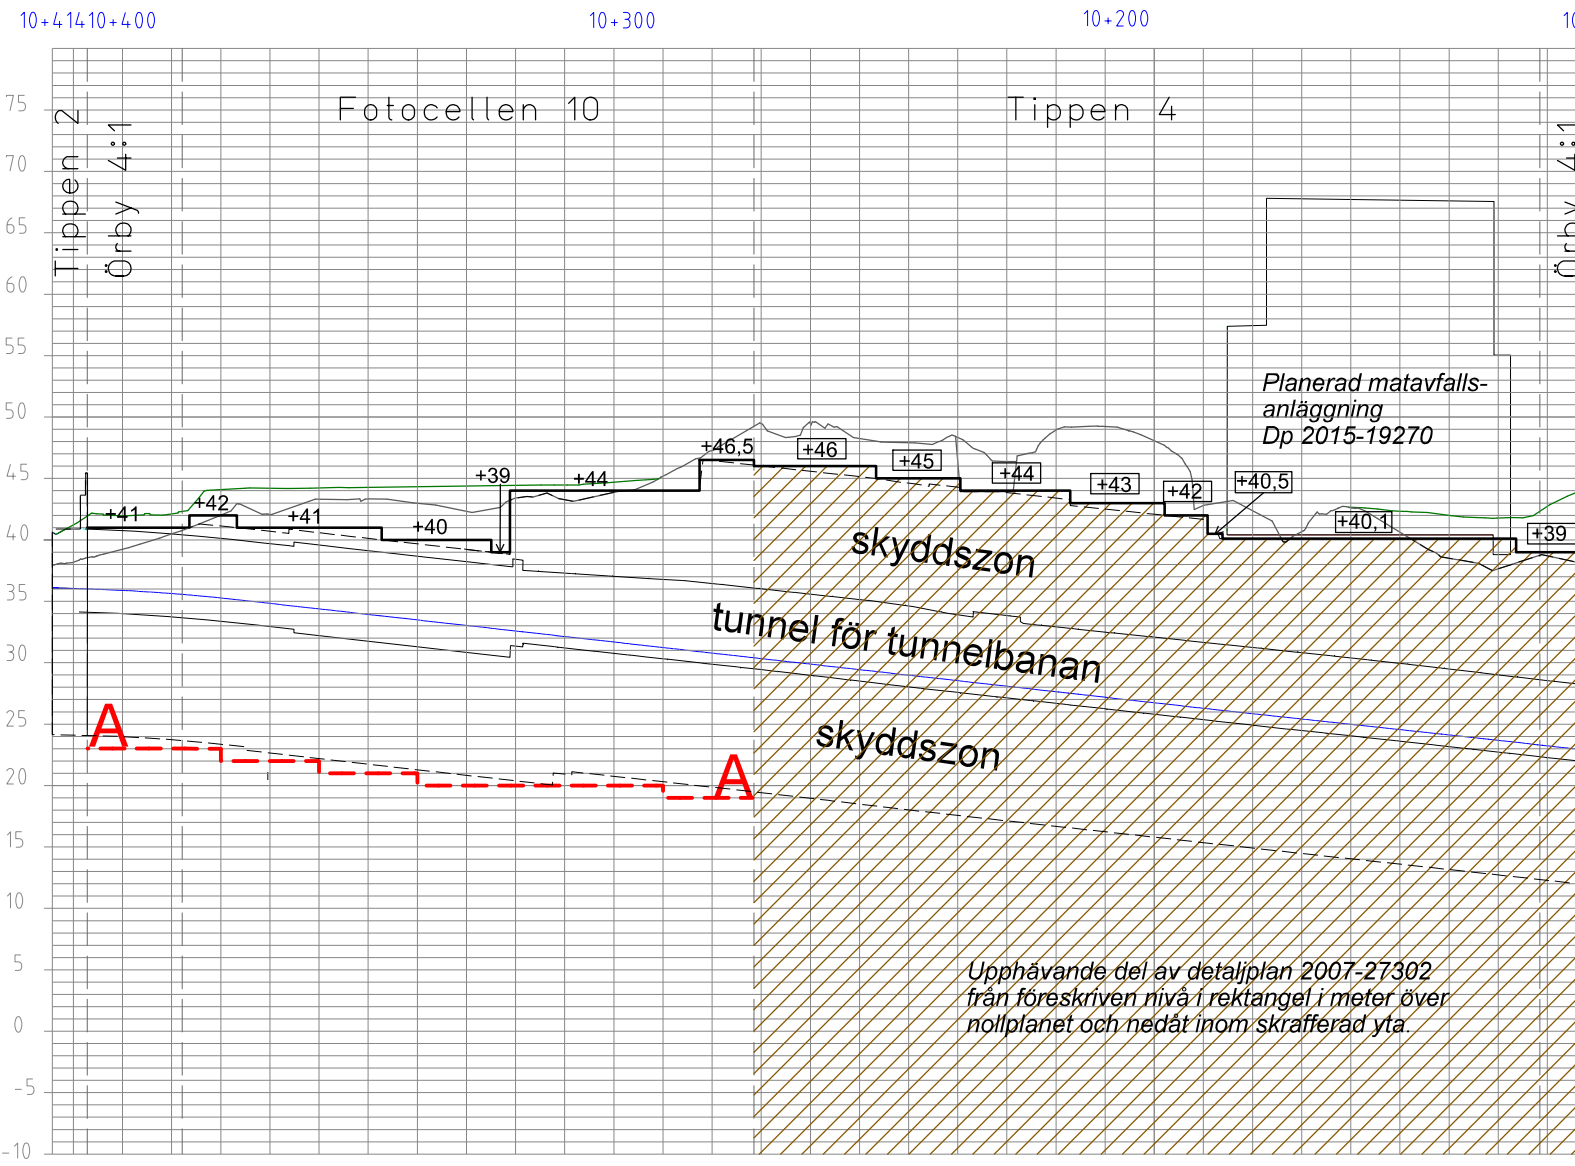 10+414 10+400 10+300 10+200
Tippen 2
Örby 4:1
Fotocellen 10
Tippen 4
Örby 4:1
75
70
65
60
55
50
45
40
35
30
25
20
15
10
5
0
-5
-10
Planerad matavfalls-
anläggning
Dp 2015-19270
+41
+42
+41
+40
+39
+44
+46,5
+46
+45
+44
+43
+42
+40,5
+40,1
+39
skyddszon
tunnel för tunnelbanan
skyddszon
A
A
Upphävande del av detaljplan 2007-27302
från föreskriven nivå i rektangel i meter över
nollplanet och nedåt inom skrafferad yta.